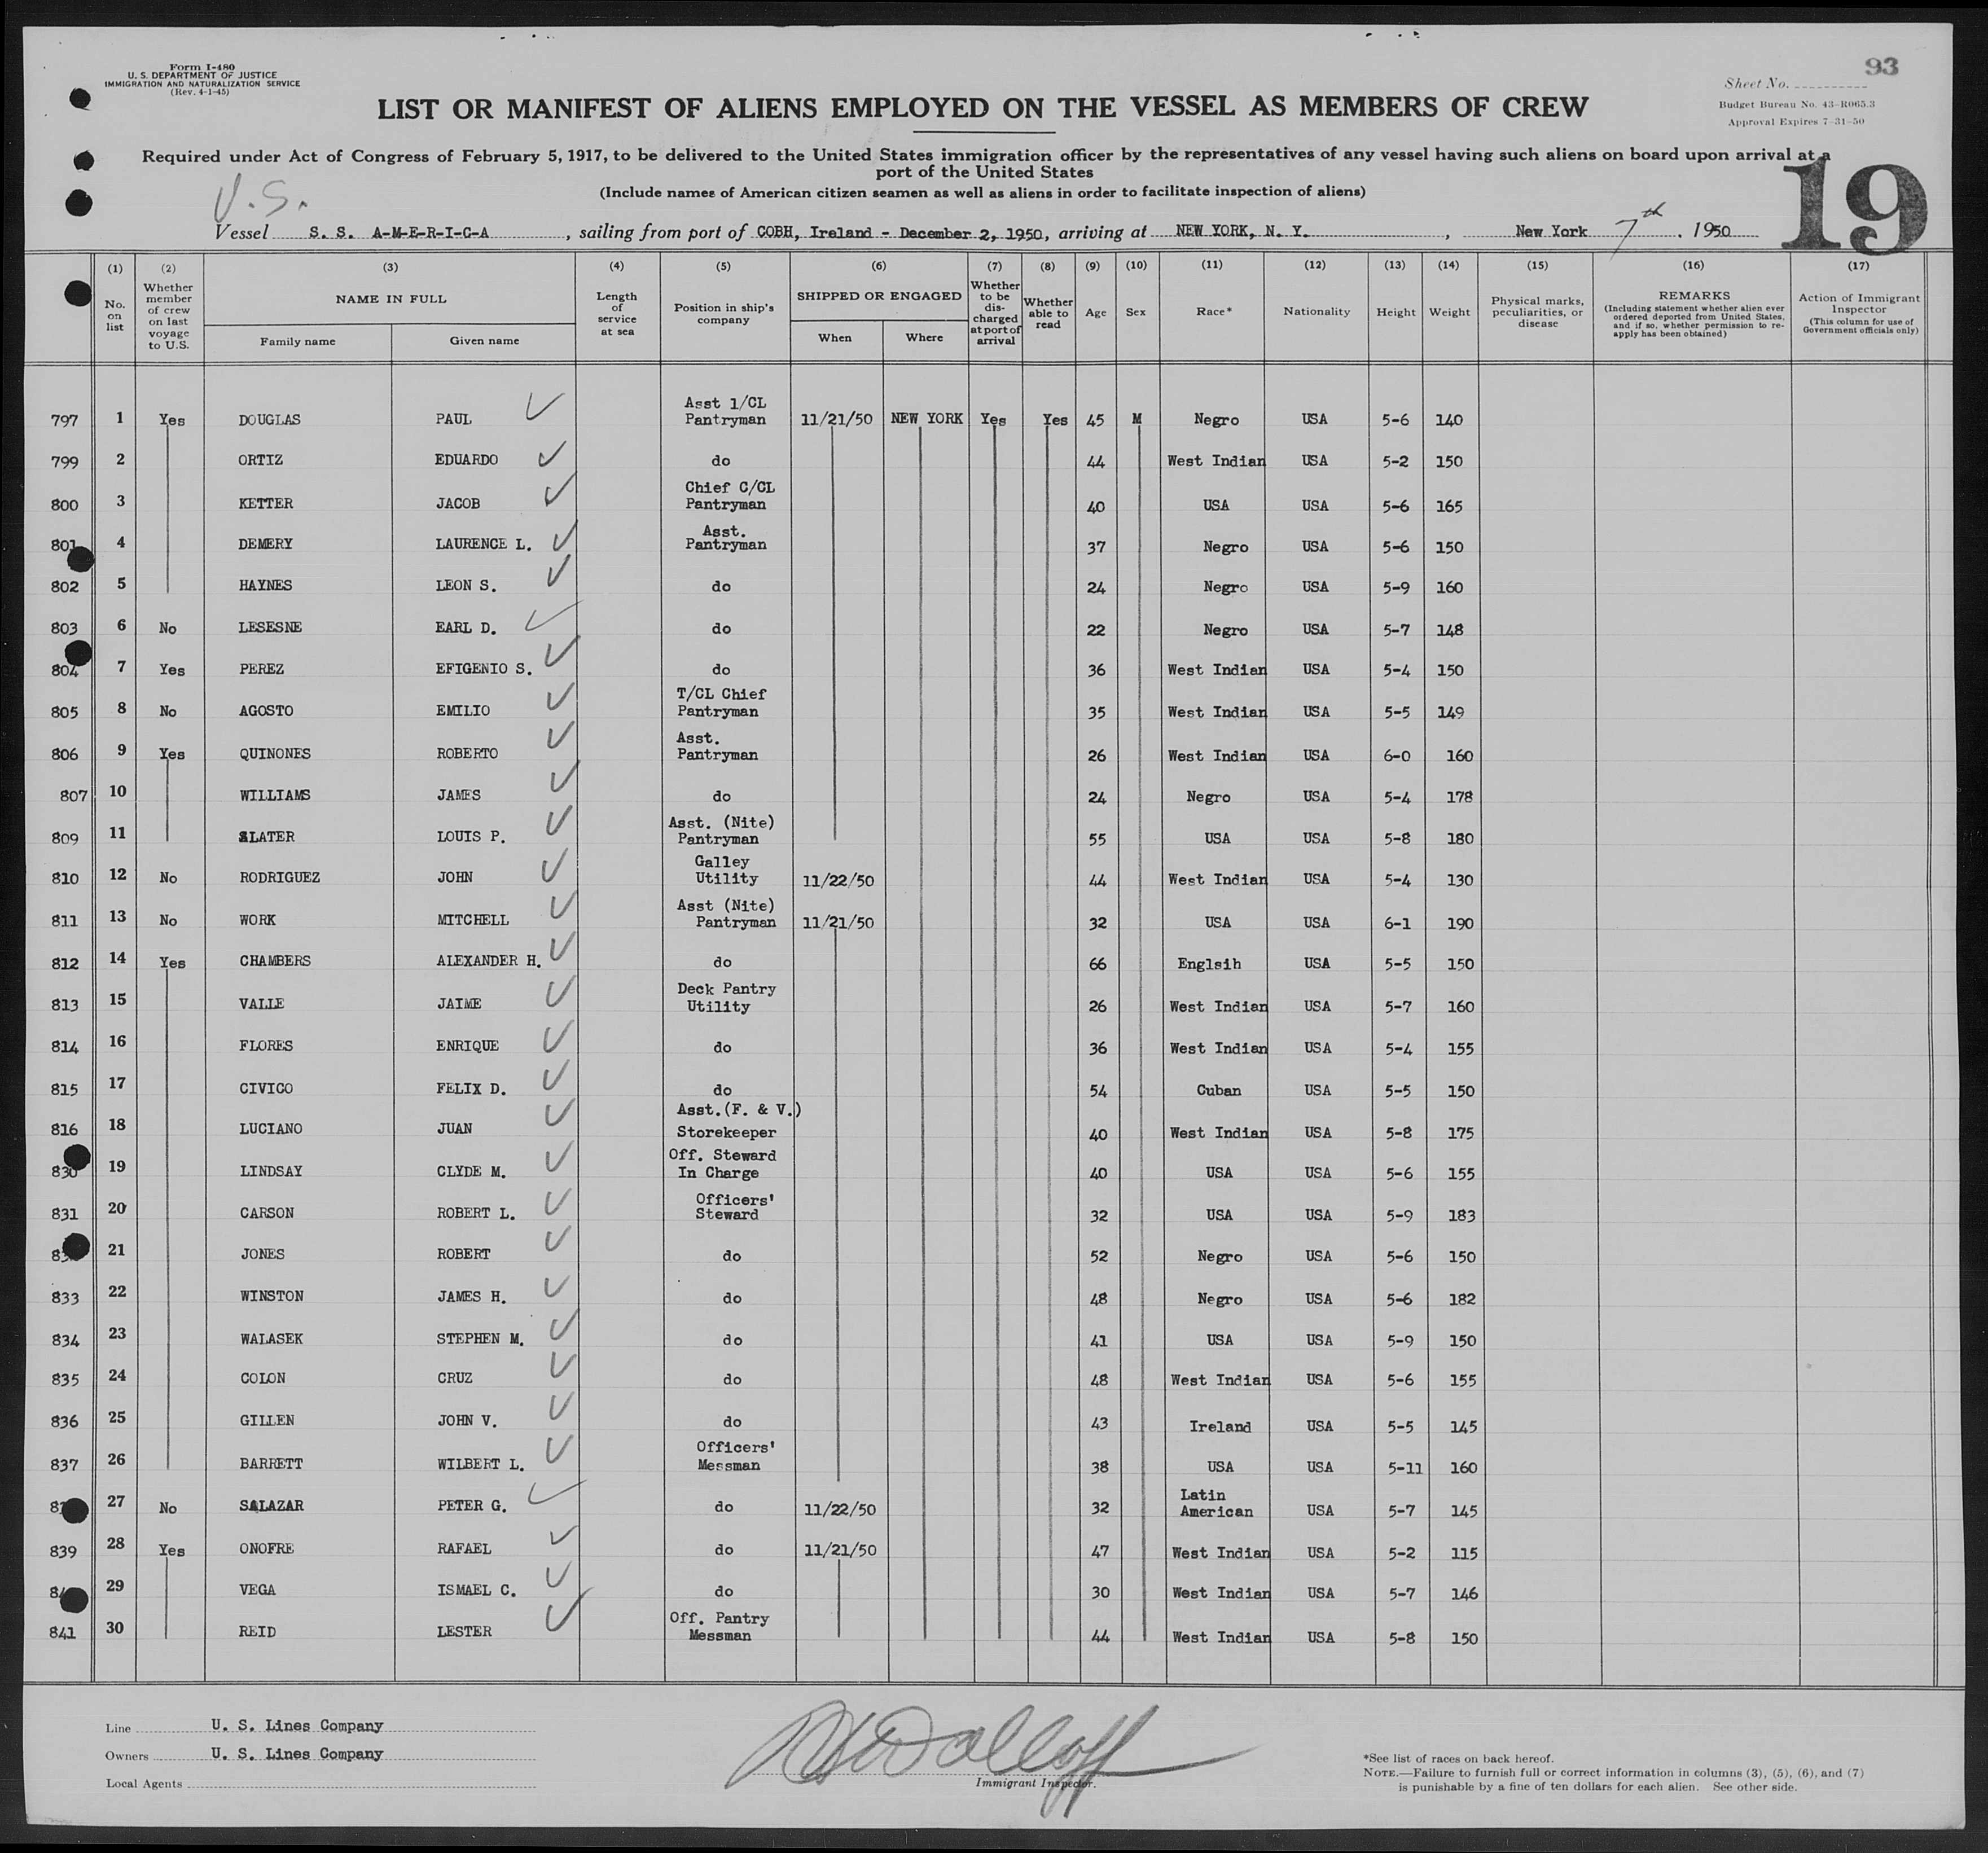 Form I-480
U. S. DEPARTMENT OF JUSTICE
IMMIGRATION AND NATURALIZATION SERVICE
(Rev. 4-1-45)
93
Sheet No.
Budget Bureau No. 43-R065.3
Approval Expires 7-31-50
LIST OR MANIFEST OF ALIENS EMPLOYED ON THE VESSEL AS MEMBERS OF CREW
Required under Act of Congress of February 5, 1917, to be delivered to the United States immigration officer by the representatives of any vessel having such aliens on board upon arrival at a
port of the United States
(Include names of American citizen seamen as well as aliens in order to facilitate inspection of aliens)
19
U.S.
Vessel S. S. A-M-E-R-I-C-A, sailing from port of COBH, Ireland - December 2, 1950, arriving at NEW YORK, N. Y., New York 7th, 1950
(1) No. on list
(2) Whether member of crew on last voyage to U.S.
(3) NAME IN FULL Family name Given name
(4) Length of service at sea
(5) Position in ship's company
(6) SHIPPED OR ENGAGED When Where
(7) Whether to be discharged at port of arrival
(8) Whether able to read
(9) Age
(10) Sex
(11) Race*
(12) Nationality
(13) Height
(14) Weight
(15) Physical marks, peculiarities, or disease
(16) REMARKS (Including statement whether alien ever ordered deported from United States, and if so, whether permission to re-apply has been obtained)
(17) Action of Immigrant Inspector (This column for use of Government officials only)
797 1 Yes DOUGLAS PAUL Asst 1/CL Pantryman 11/21/50 NEW YORK Yes Yes 45 M Negro USA 5-6 140
799 2 ORTIZ EDUARDO do 44 West Indian USA 5-2 150
800 3 KETTER JACOB Chief C/CL Pantryman 40 USA USA 5-6 165
801 4 DEMERY LAURENCE L. Asst. Pantryman 37 Negro USA 5-6 150
802 5 HAYNES LEON S. do 24 Negro USA 5-9 160
803 6 No LESESNE EARL D. do 22 Negro USA 5-7 148
804 7 Yes PEREZ EFIGENIO S. do 36 West Indian USA 5-4 150
805 8 No AGOSTO EMILIO T/CL Chief Pantryman 35 West Indian USA 5-5 149
806 9 Yes QUINONES ROBERTO Asst. Pantryman 26 West Indian USA 6-0 160
807 10 WILLIAMS JAMES do 24 Negro USA 5-4 178
809 11 SLATER LOUIS P. Asst. (Nite) Pantryman 55 USA USA 5-8 180
810 12 No RODRIGUEZ JOHN Galley Utility 11/22/50 44 West Indian USA 5-4 130
811 13 No WORK MITCHELL Asst (Nite) Pantryman 11/21/50 32 USA USA 6-1 190
812 14 Yes CHAMBERS ALEXANDER H. do 66 Englsih USA 5-5 150
813 15 VALLE JAIME Deck Pantry Utility 26 West Indian USA 5-7 160
814 16 FLORES ENRIQUE do 36 West Indian USA 5-4 155
815 17 CIVICO FELIX D. do 54 Cuban USA 5-5 150
816 18 LUCIANO JUAN Asst.(F. & V.) Storekeeper 40 West Indian USA 5-8 175
830 19 LINDSAY CLYDE M. Off. Steward In Charge 40 USA USA 5-6 155
831 20 CARSON ROBERT L. Officers' Steward 32 USA USA 5-9 183
21 JONES ROBERT do 52 Negro USA 5-6 150
833 22 WINSTON JAMES H. do 48 Negro USA 5-6 182
834 23 WALASEK STEPHEN M. do 41 USA USA 5-9 150
835 24 COLON CRUZ do 48 West Indian USA 5-6 155
836 25 GILLEN JOHN V. do 43 Ireland USA 5-5 145
837 26 BARRETT WILBERT L. Officers' Messman 38 USA USA 5-11 160
27 No SALAZAR PETER G. do 11/22/50 32 Latin American USA 5-7 145
839 28 Yes ONOFRE RAFAEL do 11/21/50 47 West Indian USA 5-2 115
29 VEGA ISMAEL C. do 30 West Indian USA 5-7 146
841 30 REID LESTER Off. Pantry Messman 44 West Indian USA 5-8 150
Line U. S. Lines Company
Owners U. S. Lines Company
Local Agents
Immigrant Inspector.
*See list of races on back hereof.
NOTE.—Failure to furnish full or correct information in columns (3), (5), (6), and (7)
is punishable by a fine of ten dollars for each alien. See other side.